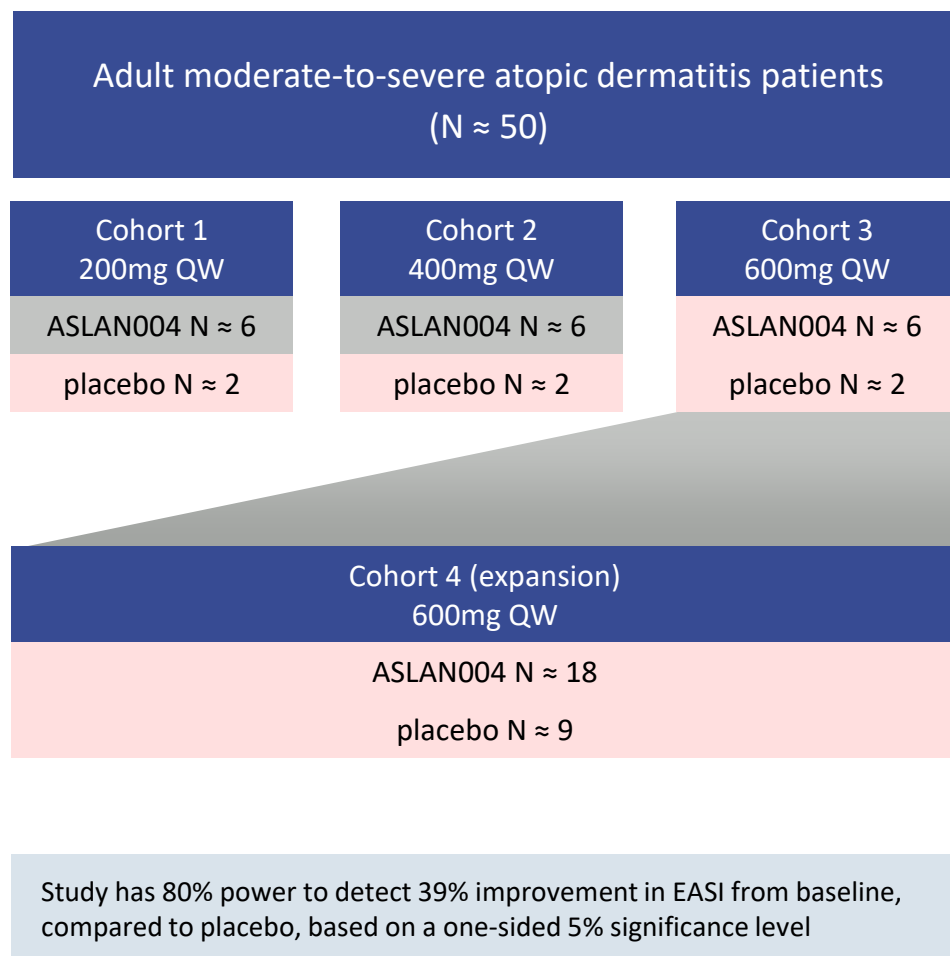 Adult moderate-to-severe atopic dermatitis patients
(N ≈ 50)
Cohort 1
200mg QW
ASLAN004 N ≈ 6
placebo N ≈ 2
Cohort 2
400mg QW
ASLAN004 N ≈ 6
placebo N ≈ 2
Cohort 3
600mg QW
ASLAN004 N ≈ 6
placebo N ≈ 2
Cohort 4 (expansion)
600mg QW
ASLAN004 N ≈ 18
placebo N ≈ 9
Study has 80% power to detect 39% improvement in EASI from baseline,
compared to placebo, based on a one-sided 5% significance level